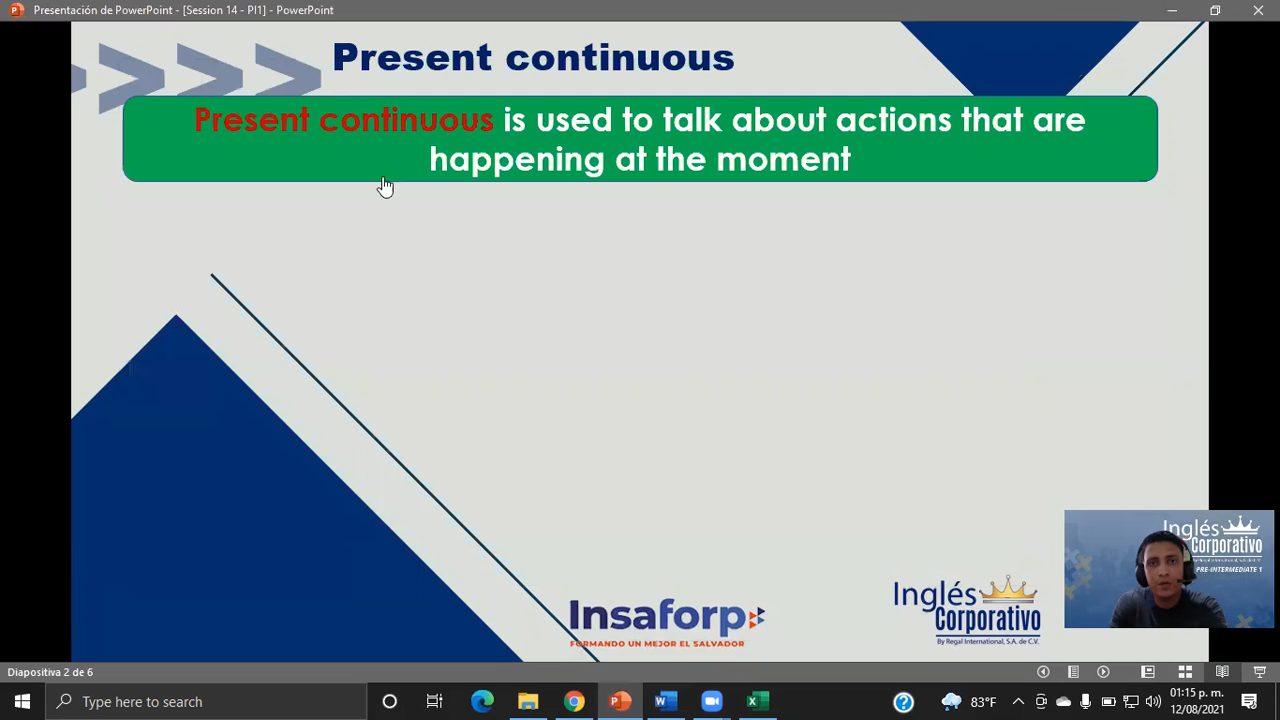 Presentación de PowerPoint - [Session 14 - PI1] - PowerPoint
Present continuous
Present continuous is used to talk about actions that are
happening at the moment
Inglés
Corporativo
PRE-INTERMEDIATE 1
Insaforp
FORMANDO UN MEJOR EL SALVADOR
Inglés
Corporativo
By Regal International, S.A. de C.V.
Diapositiva 2 de 6
Type here to search
83°F
01:15 p. m.
12/08/2021